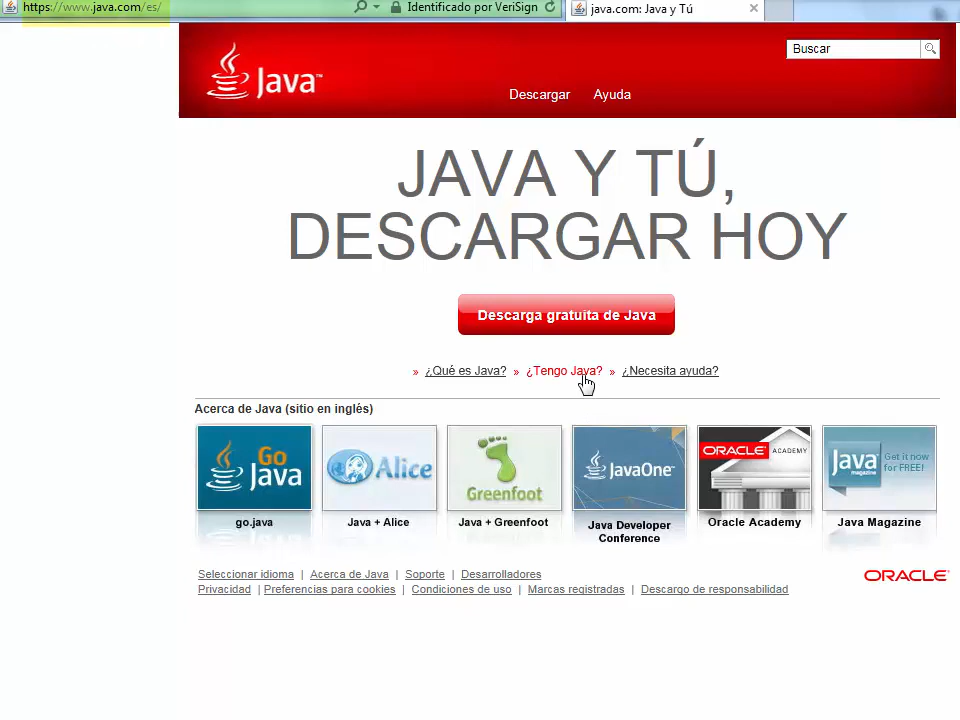 https://www.java.com/es/
Identificado por VeriSign
java.com: Java y Tú
Java™
Buscar
Descargar Ayuda
JAVA Y TÚ,
DESCARGAR HOY
Descarga gratuita de Java
» ¿Qué es Java? » ¿Tengo Java? » ¿Necesita ayuda?
Acerca de Java (sitio en inglés)
Go
Java
Alice
Greenfoot
JavaOne™
ORACLE ACADEMY
Java magazine
Get it now
for FREE!
go.java
Java + Alice
Java + Greenfoot
Java Developer
Conference
Oracle Academy
Java Magazine
Seleccionar idioma | Acerca de Java | Soporte | Desarrolladores
Privacidad | Preferencias para cookies | Condiciones de uso | Marcas registradas | Descargo de responsabilidad
ORACLE